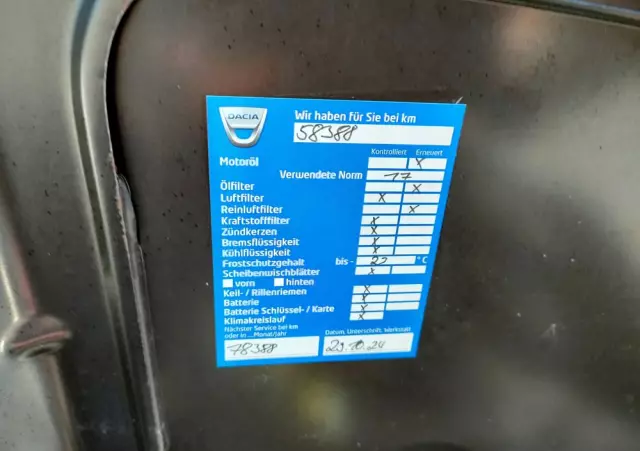 DACIA
Wir haben für Sie bei km
58388
Kontrolliert Erneuert
Motoröl X
Verwendete Norm 17
Ölfilter X
Luftfilter X
Reinluftfilter X
Kraftstofffilter X
Zündkerzen X
Bremsflüssigkeit X
Kühlflüssigkeit X
Frostschutzgehalt bis - 22 °C
Scheibenwischblätter X
vorn hinten
Keil- / Rillenriemen X
Batterie X
Batterie Schlüssel- / Karte X
Klimakreislauf X
Nächster Service bei km
oder in ... Monat/Jahr
Datum, Unterschrift, Werkstatt
78388
29.10.24